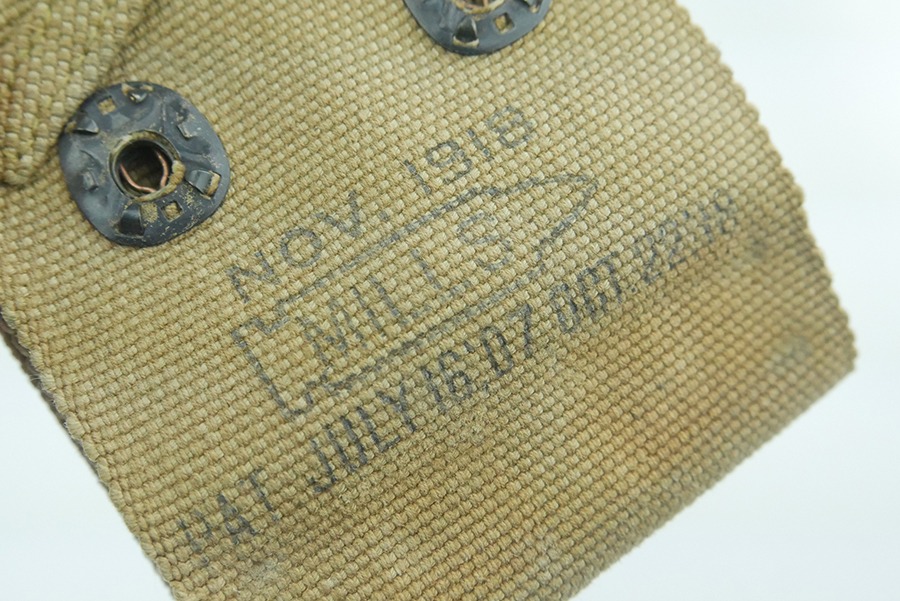 NOV. 1918
MILLS
PAT JULY 16,'07. OCT. 22'18